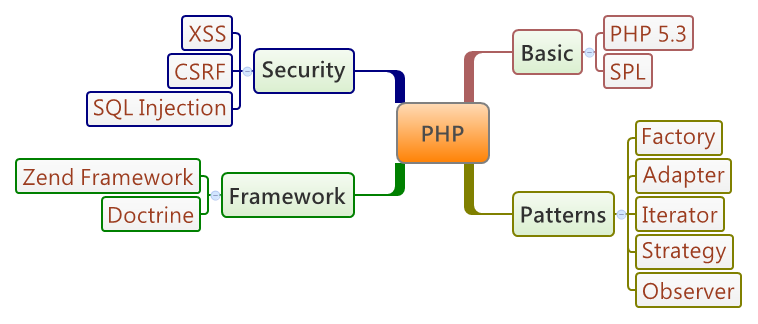 PHP
Security
XSS
CSRF
SQL Injection
Framework
Zend Framework
Doctrine
Basic
PHP 5.3
SPL
Patterns
Factory
Adapter
Iterator
Strategy
Observer